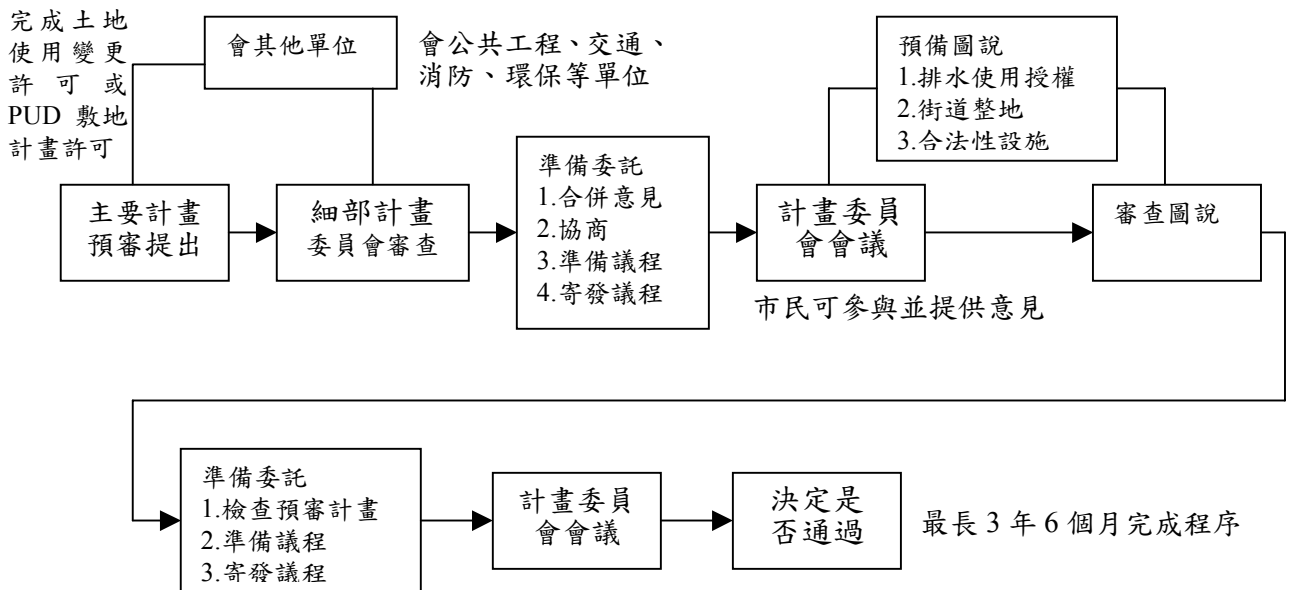 完成土地
使用變更
許可或
PUD 敷地
計畫許可
會其他單位
會公共工程、交通、
消防、環保等單位
預備圖說
1.排水使用授權
2.街道整地
3.合法性設施
主要計畫
預審提出
細部計畫
委員會審查
準備委託
1.合併意見
2.協商
3.準備議程
4.寄發議程
計畫委員
會會議
市民可參與並提供意見
審查圖說
準備委託
1.檢查預審計畫
2.準備議程
3.寄發議程
計畫委員
會會議
決定是
否通過
最長 3 年 6 個月完成程序